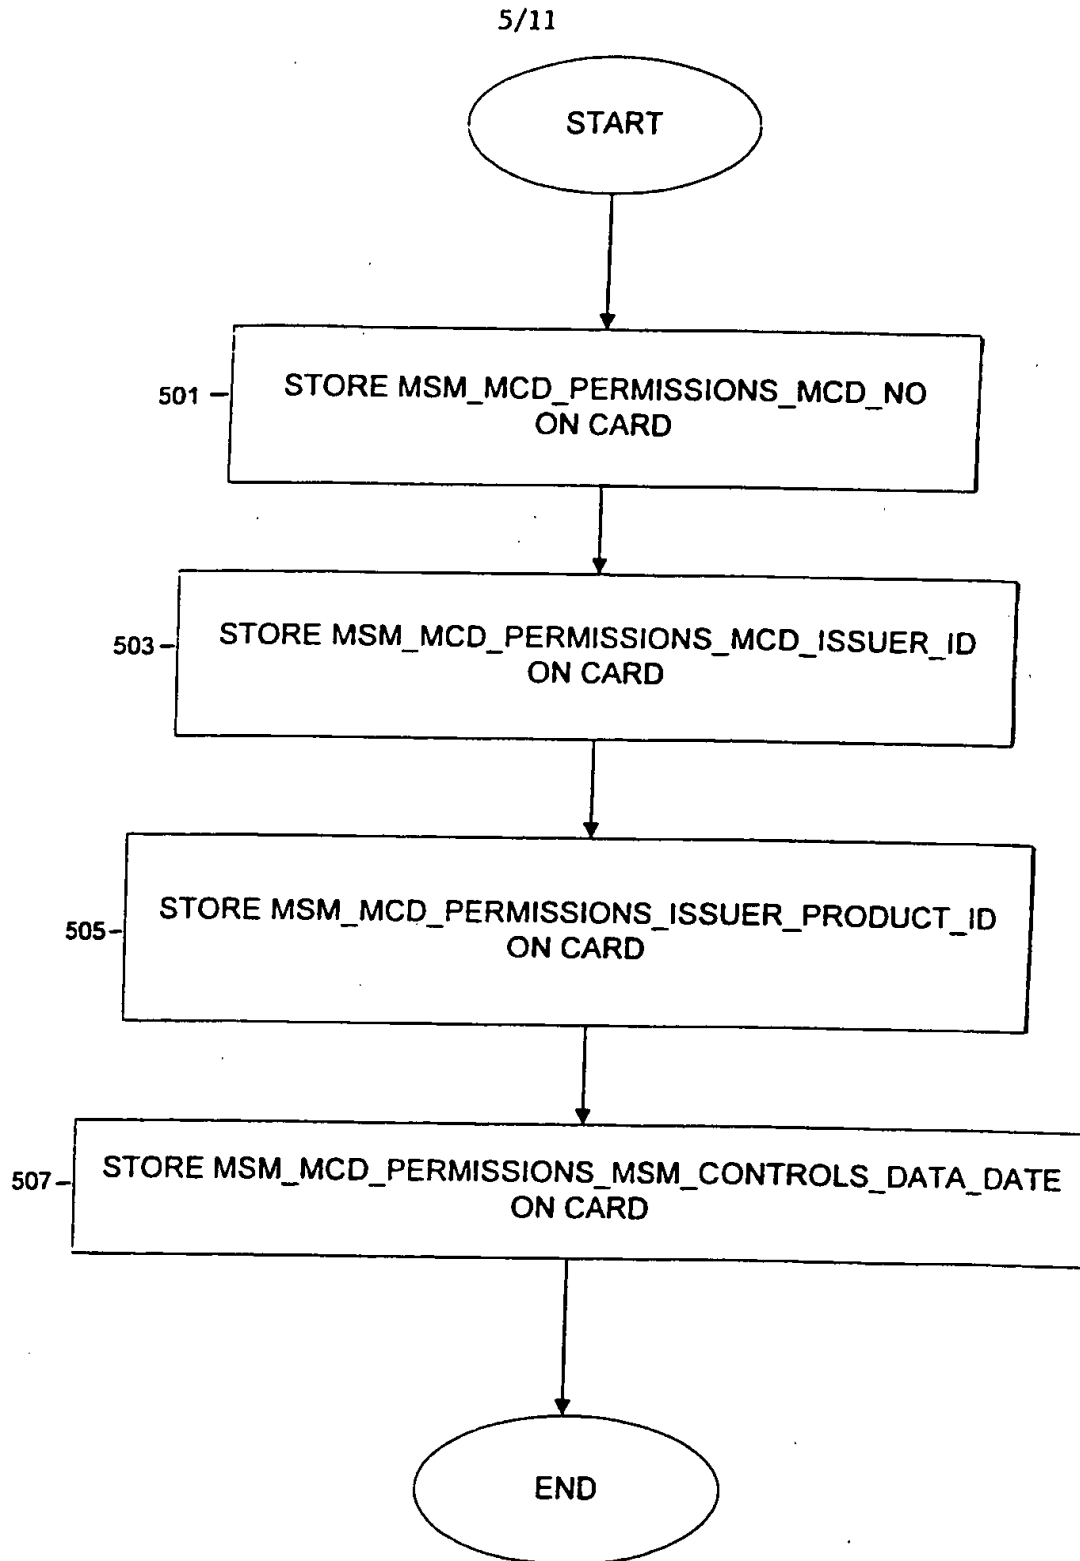 5/11
START
501
STORE MSM_MCD_PERMISSIONS_MCD_NO
ON CARD
503
STORE MSM_MCD_PERMISSIONS_MCD_ISSUER_ID
ON CARD
505
STORE MSM_MCD_PERMISSIONS_ISSUER_PRODUCT_ID
ON CARD
507
STORE MSM_MCD_PERMISSIONS_MSM_CONTROLS_DATA_DATE
ON CARD
END